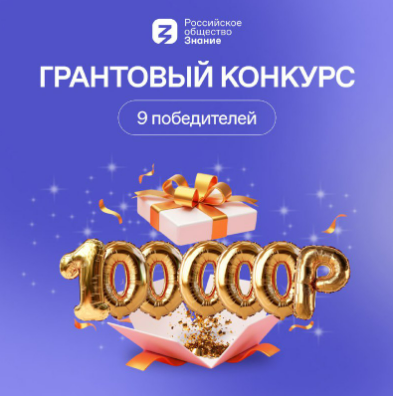 Российское
общество
Знание
ГРАНТОВЫЙ КОНКУРС
9 победителей
100000Р